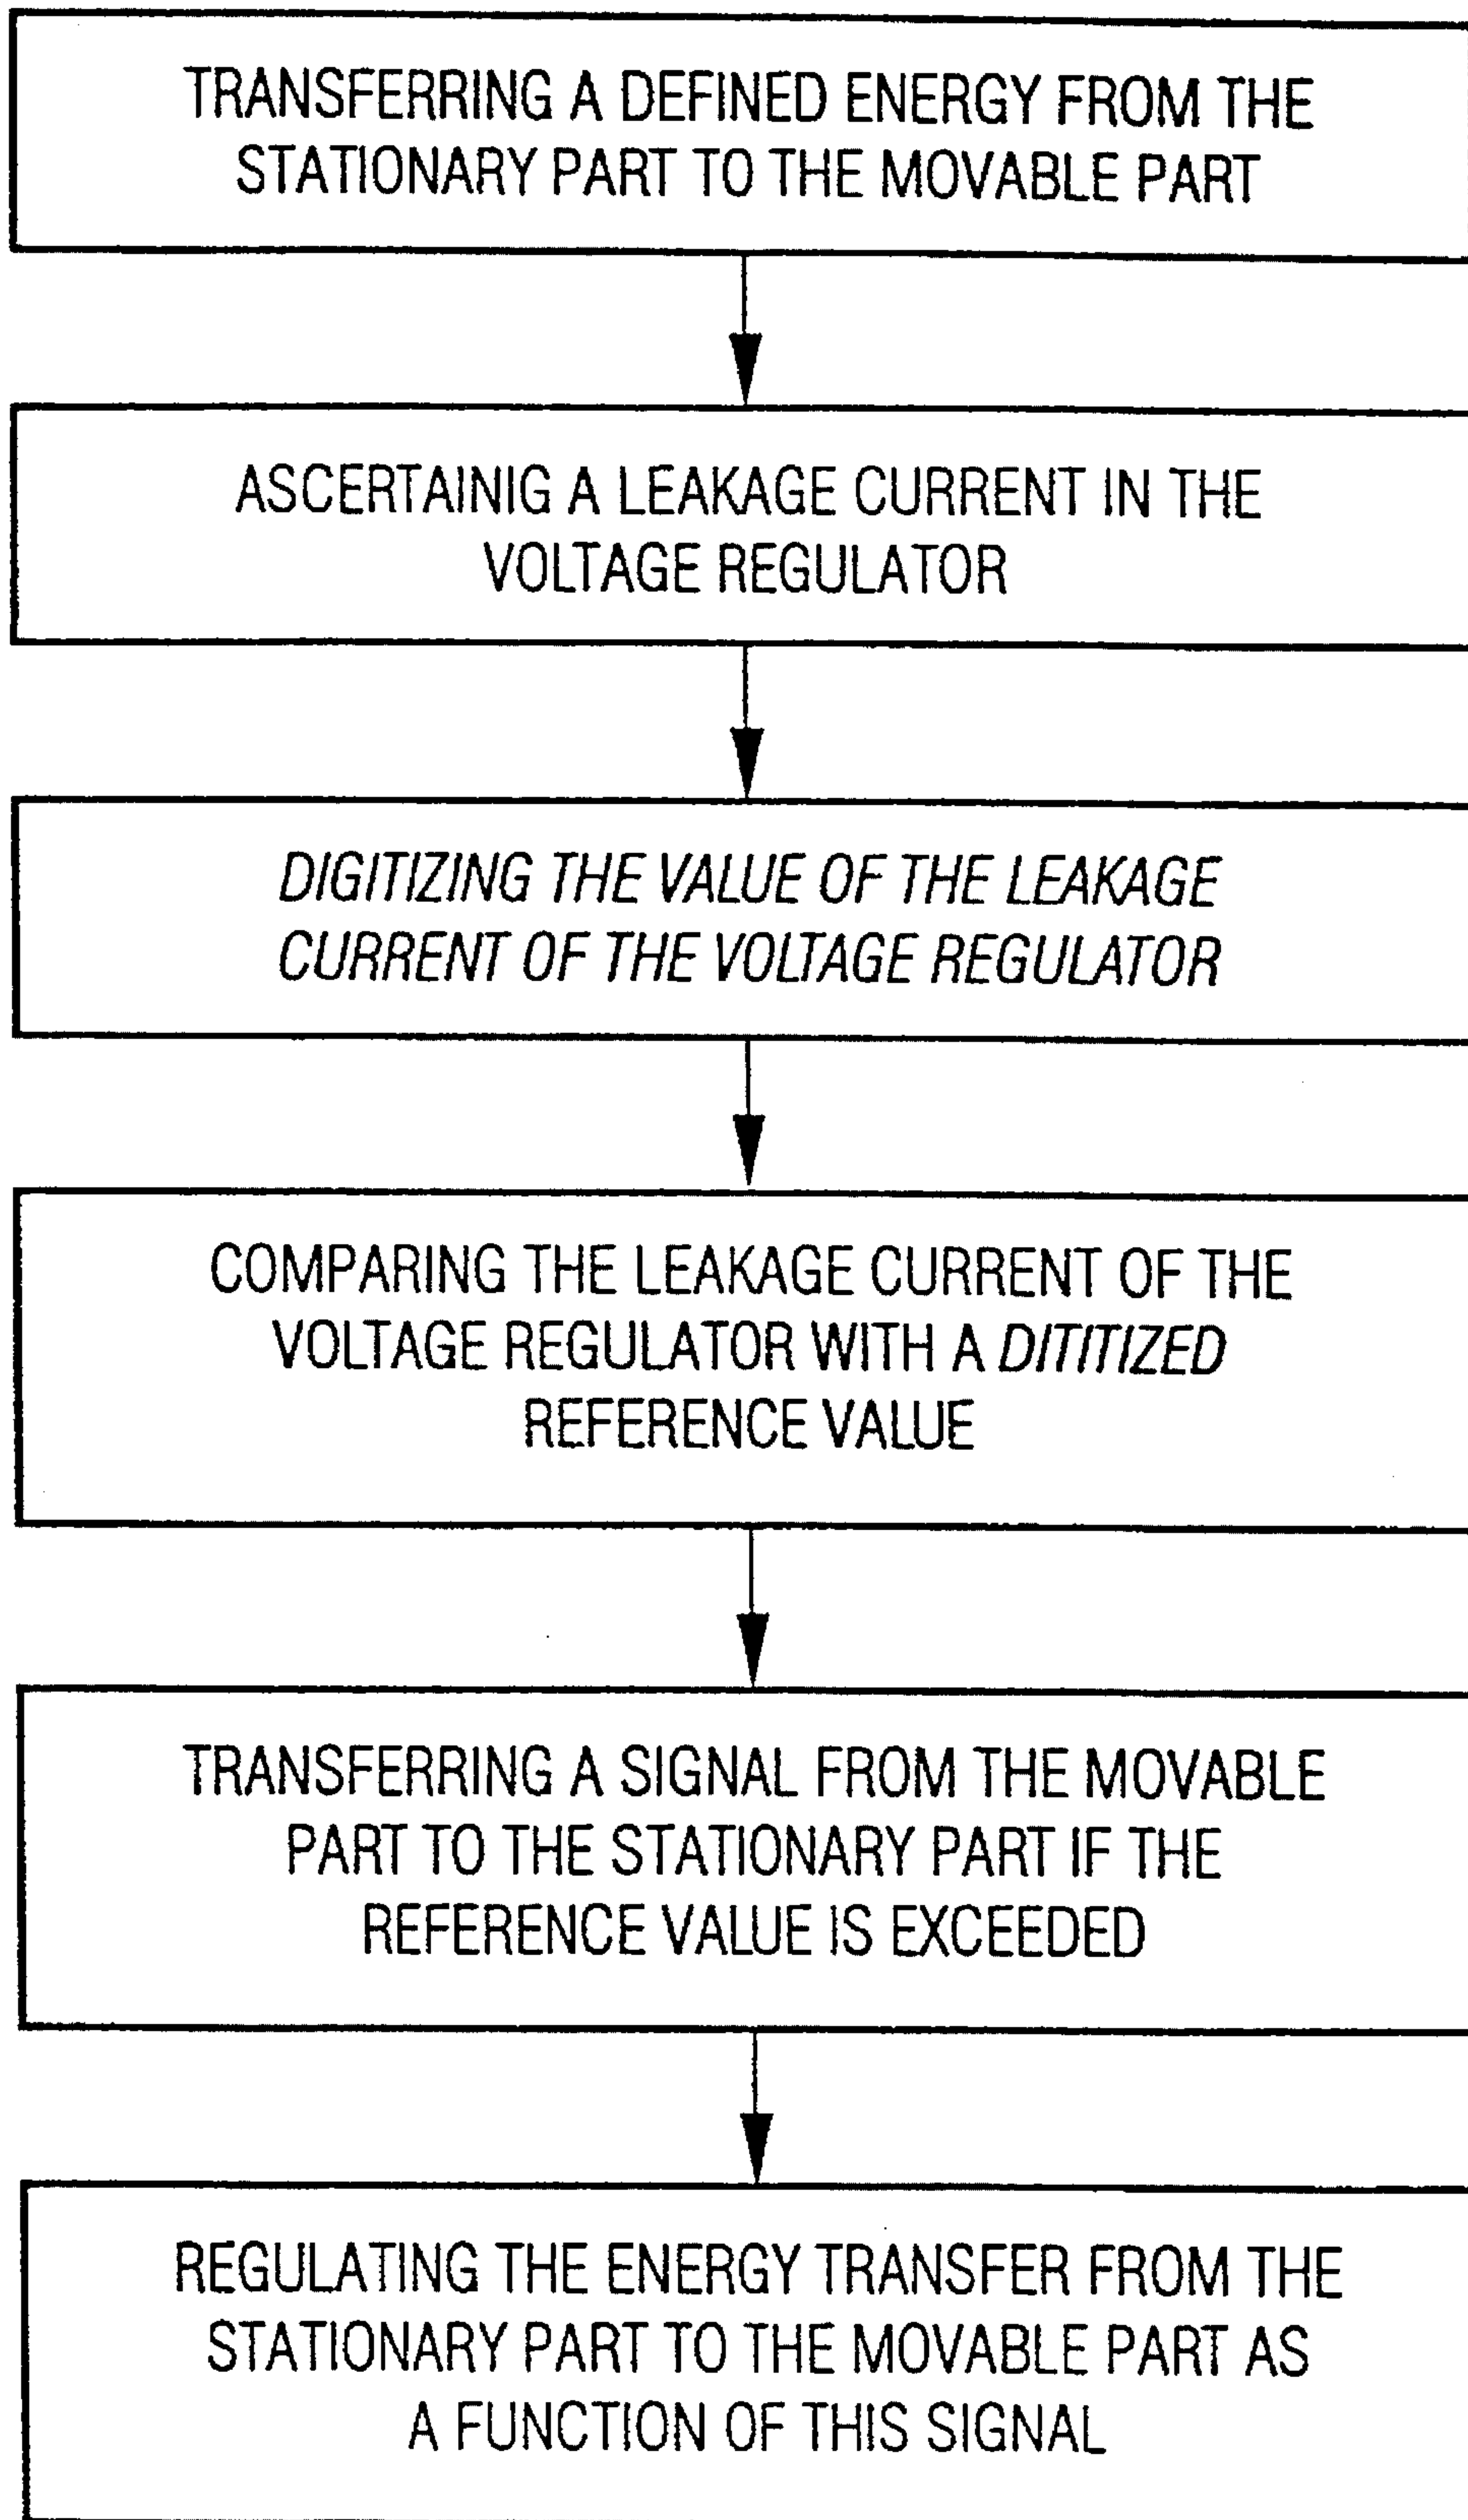 TRANSFERRING A DEFINED ENERGY FROM THE
STATIONARY PART TO THE MOVABLE PART
ASCERTAINIG A LEAKAGE CURRENT IN THE
VOLTAGE REGULATOR
DIGITIZING THE VALUE OF THE LEAKAGE
CURRENT OF THE VOLTAGE REGULATOR
COMPARING THE LEAKAGE CURRENT OF THE
VOLTAGE REGULATOR WITH A DITITIZED
REFERENCE VALUE
TRANSFERRING A SIGNAL FROM THE MOVABLE
PART TO THE STATIONARY PART IF THE
REFERENCE VALUE IS EXCEEDED
REGULATING THE ENERGY TRANSFER FROM THE
STATIONARY PART TO THE MOVABLE PART AS
A FUNCTION OF THIS SIGNAL